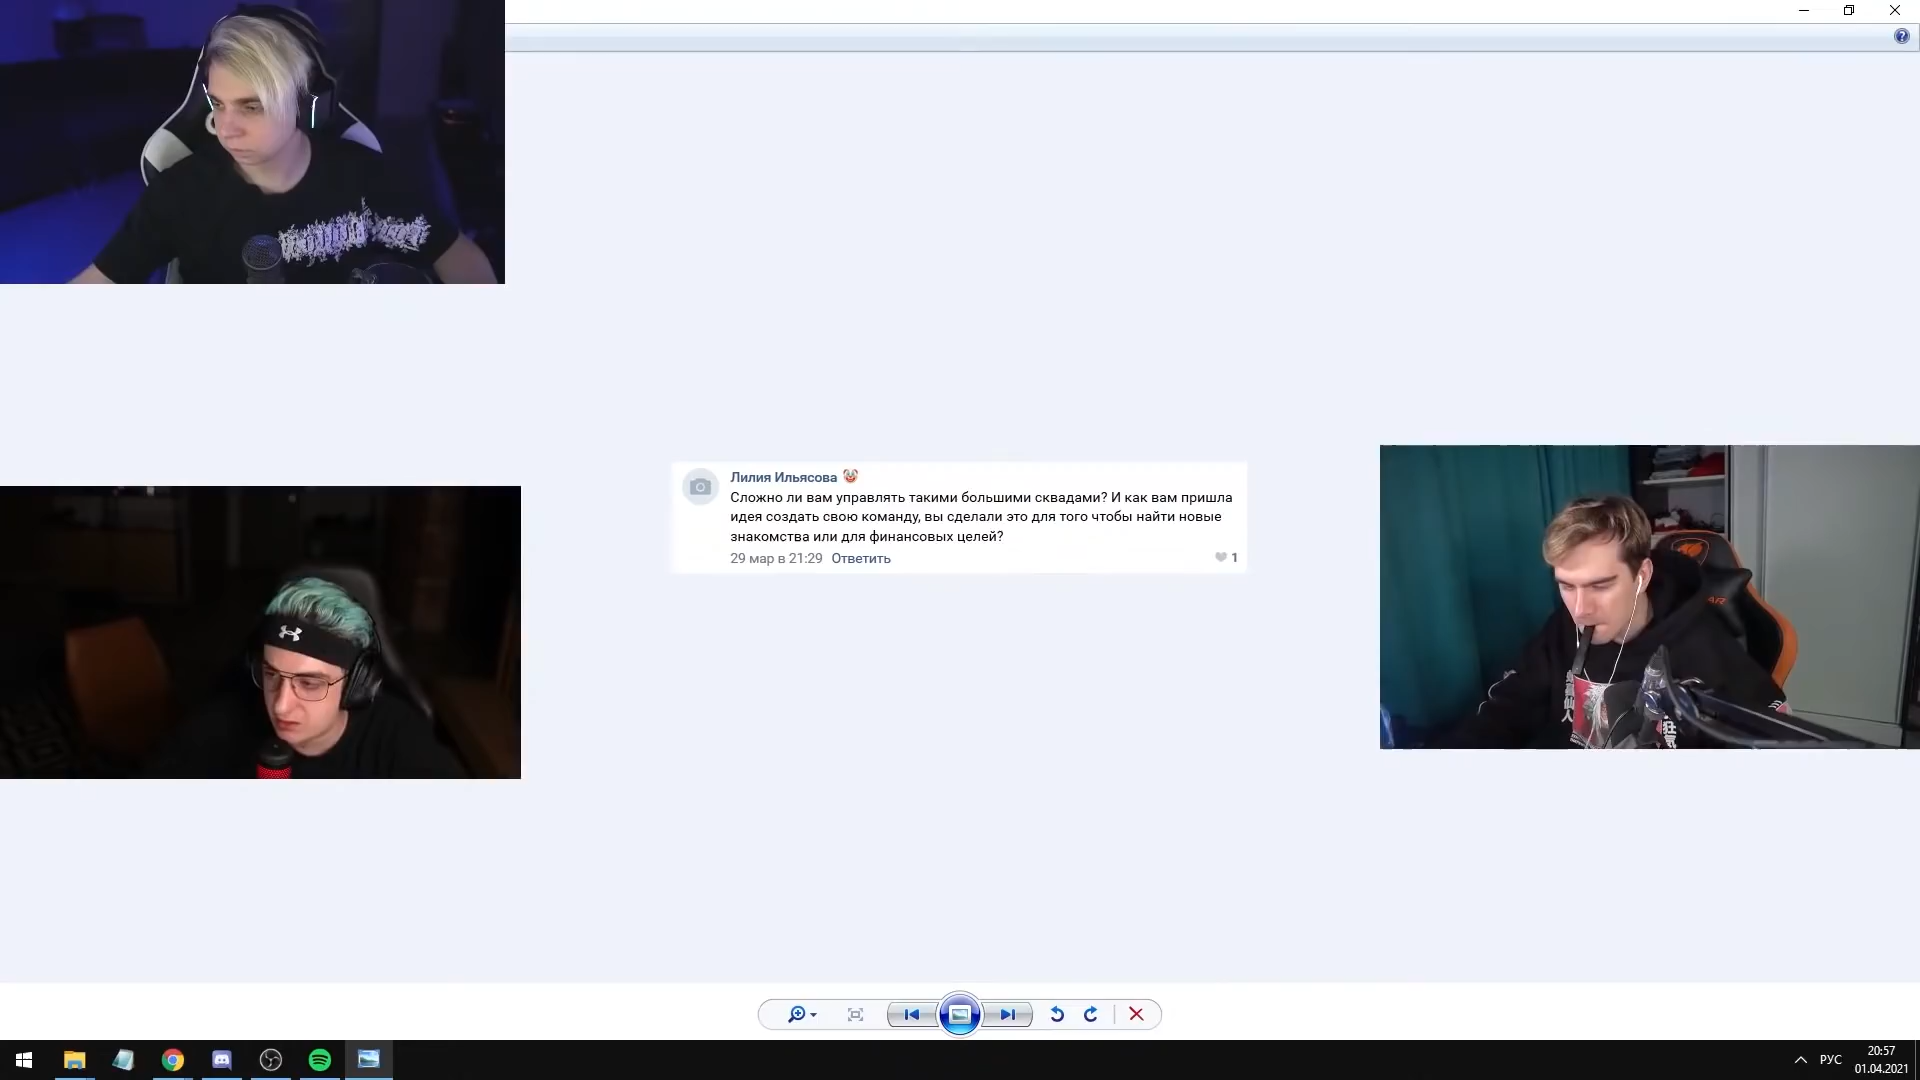 Лилия Ильясова 🤡
Сложно ли вам управлять такими большими сквадами? И как вам пришла
идея создать свою команду, вы сделали это для того чтобы найти новые
знакомства или для финансовых целей?
29 мар в 21:29 Ответить
1
AR
РУС
20:57
01.04.2021